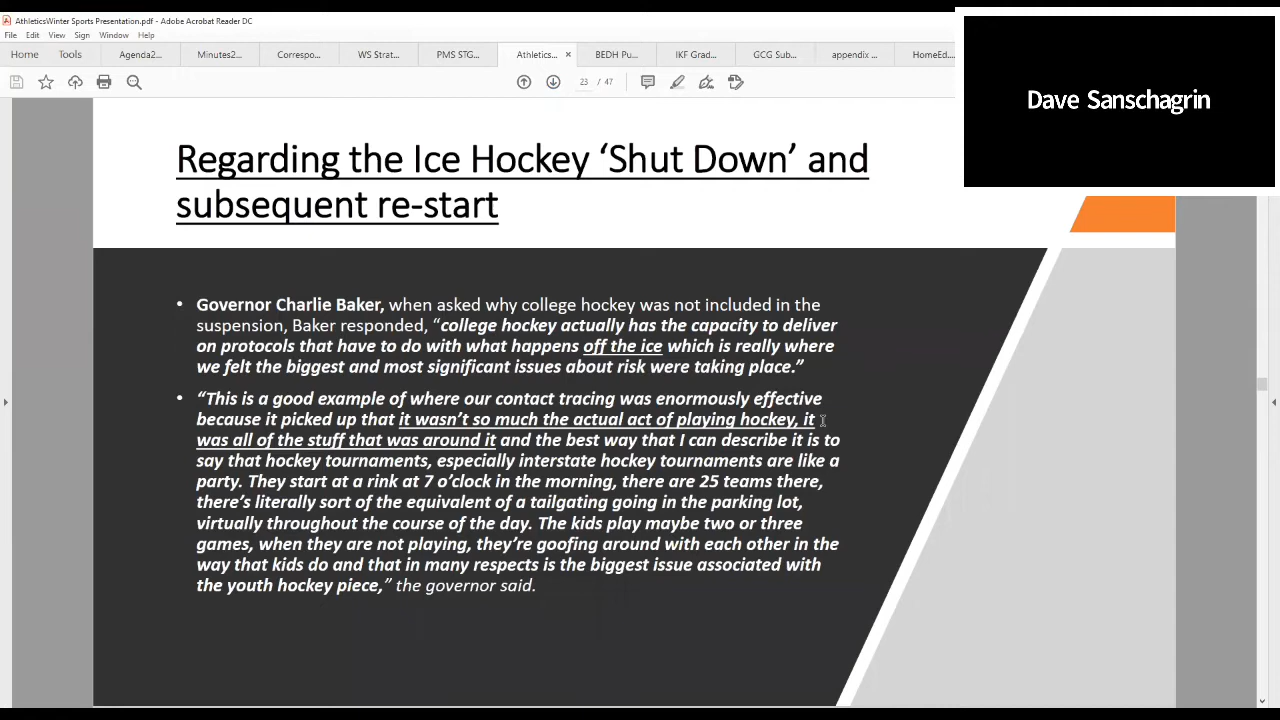 AthleticsWinter Sports Presentation.pdf - Adobe Acrobat Reader DC
File Edit View Sign Window Help
Home Tools Agenda2... Minutes2... Correspo... WS Strat... PMS STG... Athletics... × BEDH Pu... IKF Grad... GCG Sub... appendix ... HomeEd....
23 / 47
Dave Sanschagrin
Regarding the Ice Hockey ‘Shut Down’ and
subsequent re-start
• Governor Charlie Baker, when asked why college hockey was not included in the
suspension, Baker responded, “college hockey actually has the capacity to deliver
on protocols that have to do with what happens off the ice which is really where
we felt the biggest and most significant issues about risk were taking place.”
• “This is a good example of where our contact tracing was enormously effective
because it picked up that it wasn’t so much the actual act of playing hockey, it
was all of the stuff that was around it and the best way that I can describe it is to
say that hockey tournaments, especially interstate hockey tournaments are like a
party. They start at a rink at 7 o’clock in the morning, there are 25 teams there,
there’s literally sort of the equivalent of a tailgating going in the parking lot,
virtually throughout the course of the day. The kids play maybe two or three
games, when they are not playing, they’re goofing around with each other in the
way that kids do and that in many respects is the biggest issue associated with
the youth hockey piece,” the governor said.